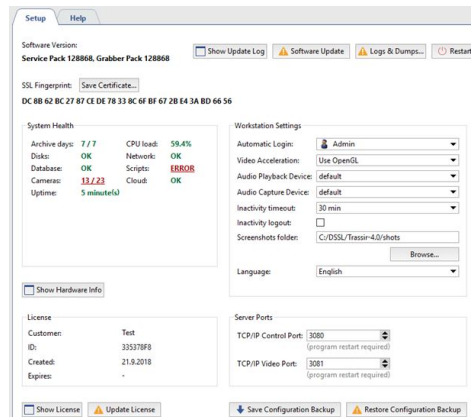 Setup
Help
Software Version:
Service Pack 128868, Grabber Pack 128868
Show Update Log
Software Update
Logs & Dumps...
Restart
SSL Fingerprint:
Save Certificate...
DC 8B 62 BC 27 87 CE DE 78 33 8C 6F BF 67 2B E4 3A BD 66 56
System Health
Archive days: 7 / 7 CPU load: 59.4%
Disks: OK Network: OK
Database: OK Scripts: ERROR
Cameras: 13 / 23 Cloud: OK
Uptime: 5 minute(s)
Show Hardware Info
Workstation Settings
Automatic Login: Admin
Video Acceleration: Use OpenGL
Audio Playback Device: default
Audio Capture Device: default
Inactivity timeout: 30 min
Inactivity logout:
Screenshots folder: C:/DSSL/Trassir-4.0/shots
Browse...
Language: English
License
Customer: Test
ID: 335378F8
Created: 21.9.2018
Expires: -
Show License
Update License
Server Ports
TCP/IP Control Port: 3080
(program restart required)
TCP/IP Video Port: 3081
(program restart required)
Save Configuration Backup
Restore Configuration Backup